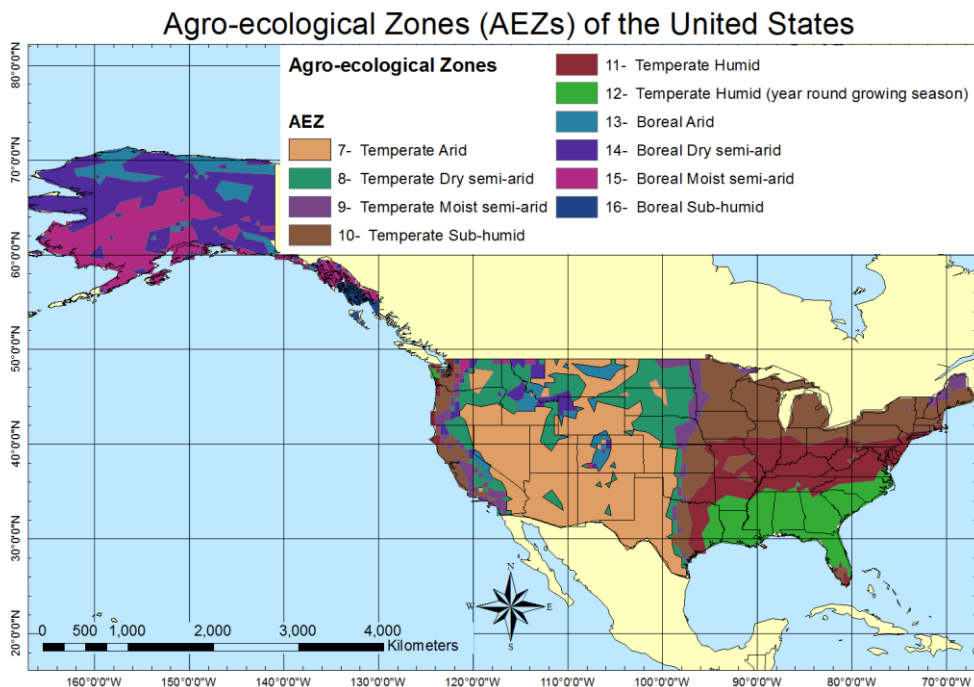 Agro-ecological Zones (AEZs) of the United States
Agro-ecological Zones
AEZ
7- Temperate Arid
8- Temperate Dry semi-arid
9- Temperate Moist semi-arid
10- Temperate Sub-humid
11- Temperate Humid
12- Temperate Humid (year round growing season)
13- Boreal Arid
14- Boreal Dry semi-arid
15- Boreal Moist semi-arid
16- Boreal Sub-humid
80°0'0"N
70°0'0"N
60°0'0"N
50°0'0"N
40°0'0"N
30°0'0"N
20°0'0"N
N
W E
S
0 500 1,000 2,000 3,000 4,000
Kilometers
160°0'0"W 150°0'0"W 140°0'0"W 130°0'0"W 120°0'0"W 110°0'0"W 100°0'0"W 90°0'0"W 80°0'0"W 70°0'0"W